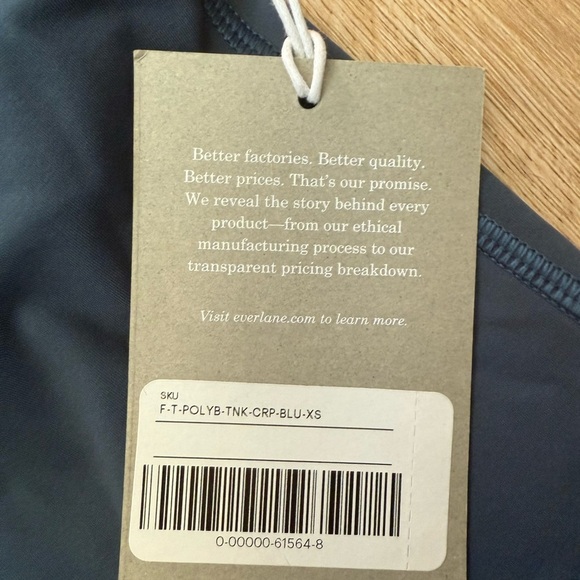 Better factories. Better quality.
Better prices. That's our promise.
We reveal the story behind every
product—from our ethical
manufacturing process to our
transparent pricing breakdown.
Visit everlane.com to learn more.
SKU
F-T-POLYB-TNK-CRP-BLU-XS
0-00000-61564-8